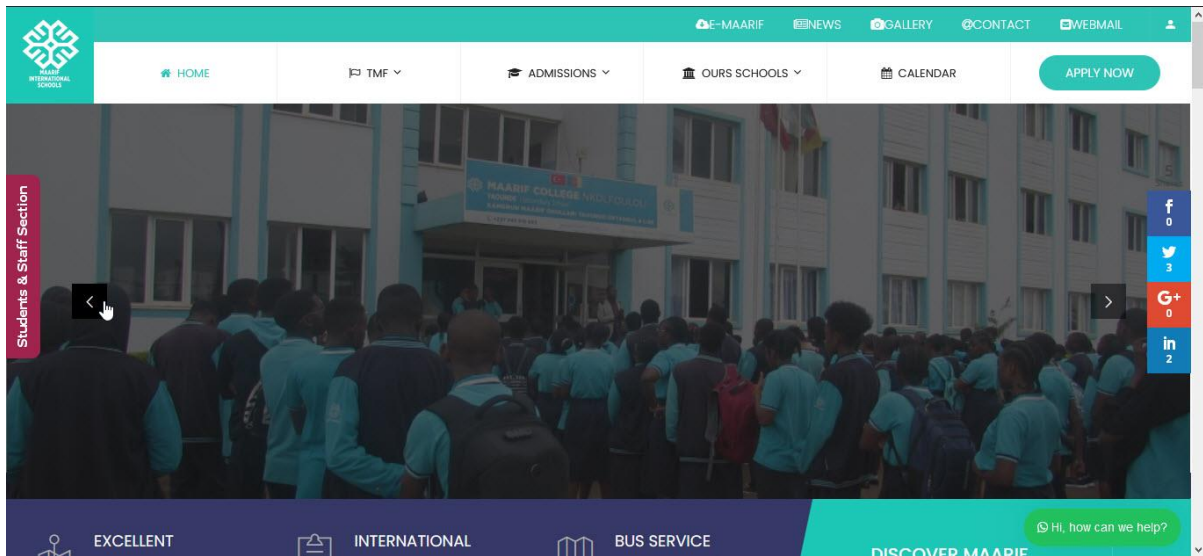 E-MAARIF NEWS GALLERY @CONTACT WEBMAIL
MAARIF
INTERNATIONAL
SCHOOLS
HOME TMF ADMISSIONS OURS SCHOOLS CALENDAR APPLY NOW
MAARIF COLLEGE NKOLFOULOU
Students & Staff Section
f
0
3
G+
0
in
2
EXCELLENT
INTERNATIONAL
BUS SERVICE
DISCOVER MAARIF
Hi, how can we help?